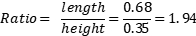 Ratio = length/height = 0.68/0.35 = 1.94